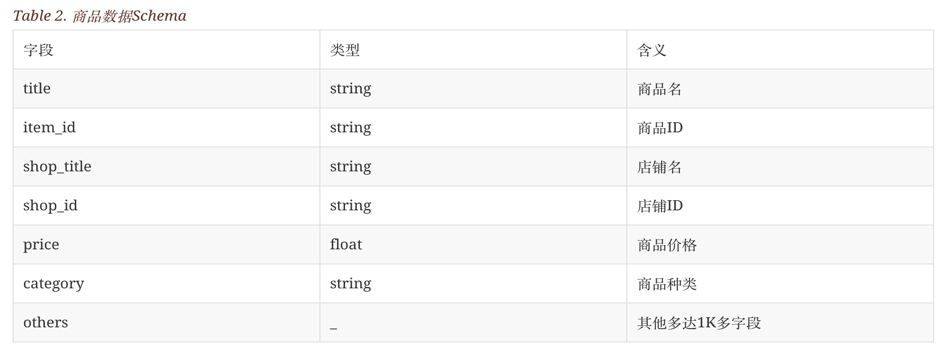 Table 2. 商品数据Schema
字段 类型 含义
title string 商品名
item_id string 商品ID
shop_title string 店铺名
shop_id string 店铺ID
price float 商品价格
category string 商品种类
others _ 其他多达1K多字段